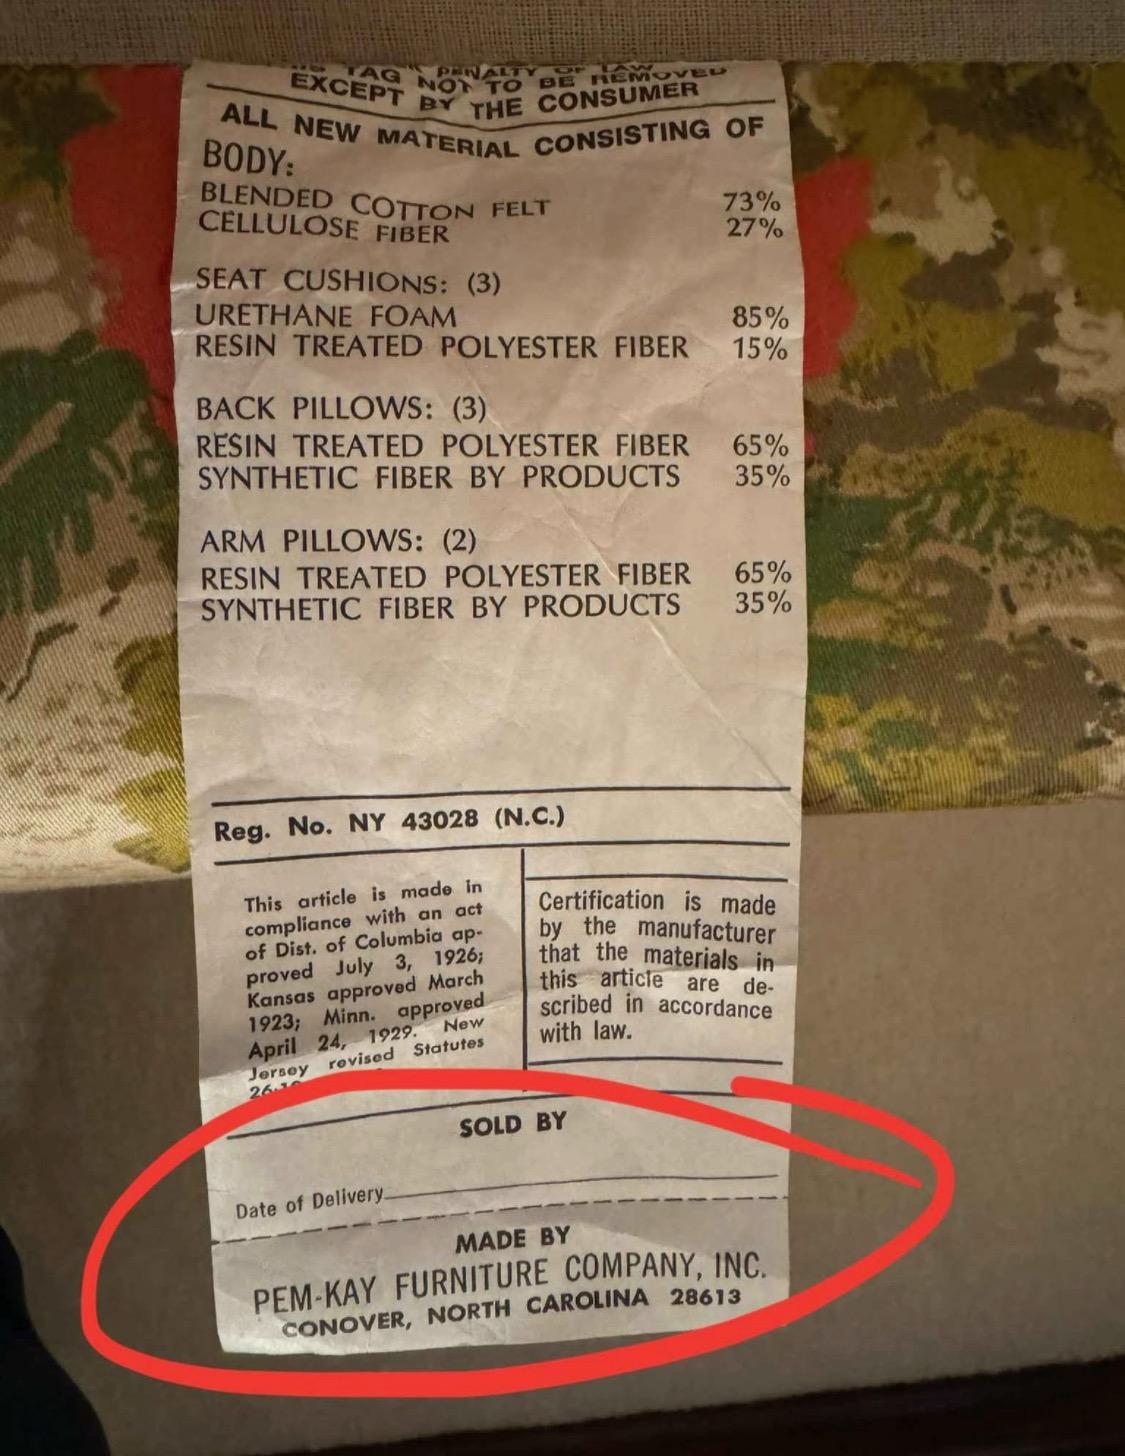 TAG NOT TO BE REMOVED
EXCEPT BY THE CONSUMER
ALL NEW MATERIAL CONSISTING OF
BODY:
BLENDED COTTON FELT 73%
CELLULOSE FIBER 27%
SEAT CUSHIONS: (3)
URETHANE FOAM 85%
RESIN TREATED POLYESTER FIBER 15%
BACK PILLOWS: (3)
RESIN TREATED POLYESTER FIBER 65%
SYNTHETIC FIBER BY PRODUCTS 35%
ARM PILLOWS: (2)
RESIN TREATED POLYESTER FIBER 65%
SYNTHETIC FIBER BY PRODUCTS 35%
Reg. No. NY 43028 (N.C.)
This article is made in
compliance with an act
of Dist. of Columbia ap-
proved July 3, 1926;
Kansas approved March
1923; Minn. approved
April 24, 1929. New
Jersey revised Statutes
Certification is made
by the manufacturer
that the materials in
this article are de-
scribed in accordance
with law.
SOLD BY
Date of Delivery
MADE BY
PEM-KAY FURNITURE COMPANY, INC.
CONOVER, NORTH CAROLINA 28613